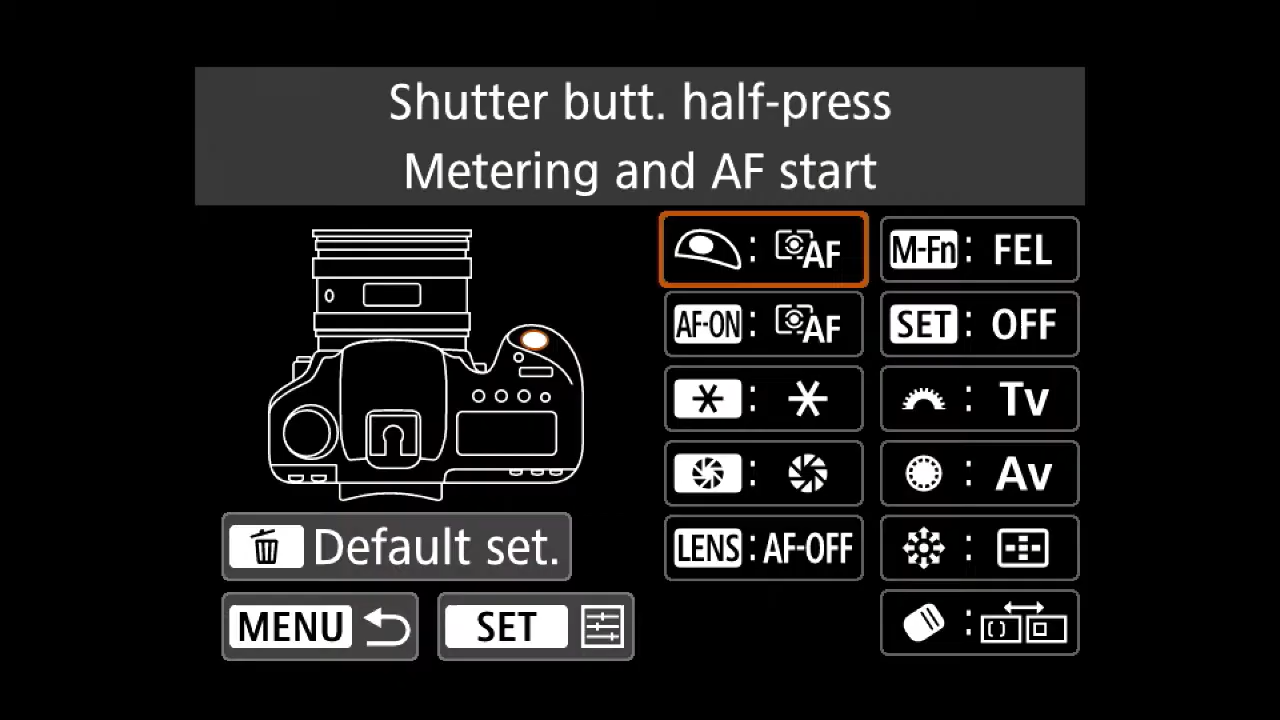 Shutter butt. half-press
Metering and AF start
: AF
M-Fn : FEL
AF-ON : AF
SET : OFF
: Tv
: Av
LENS : AF-OFF
Default set.
MENU
SET